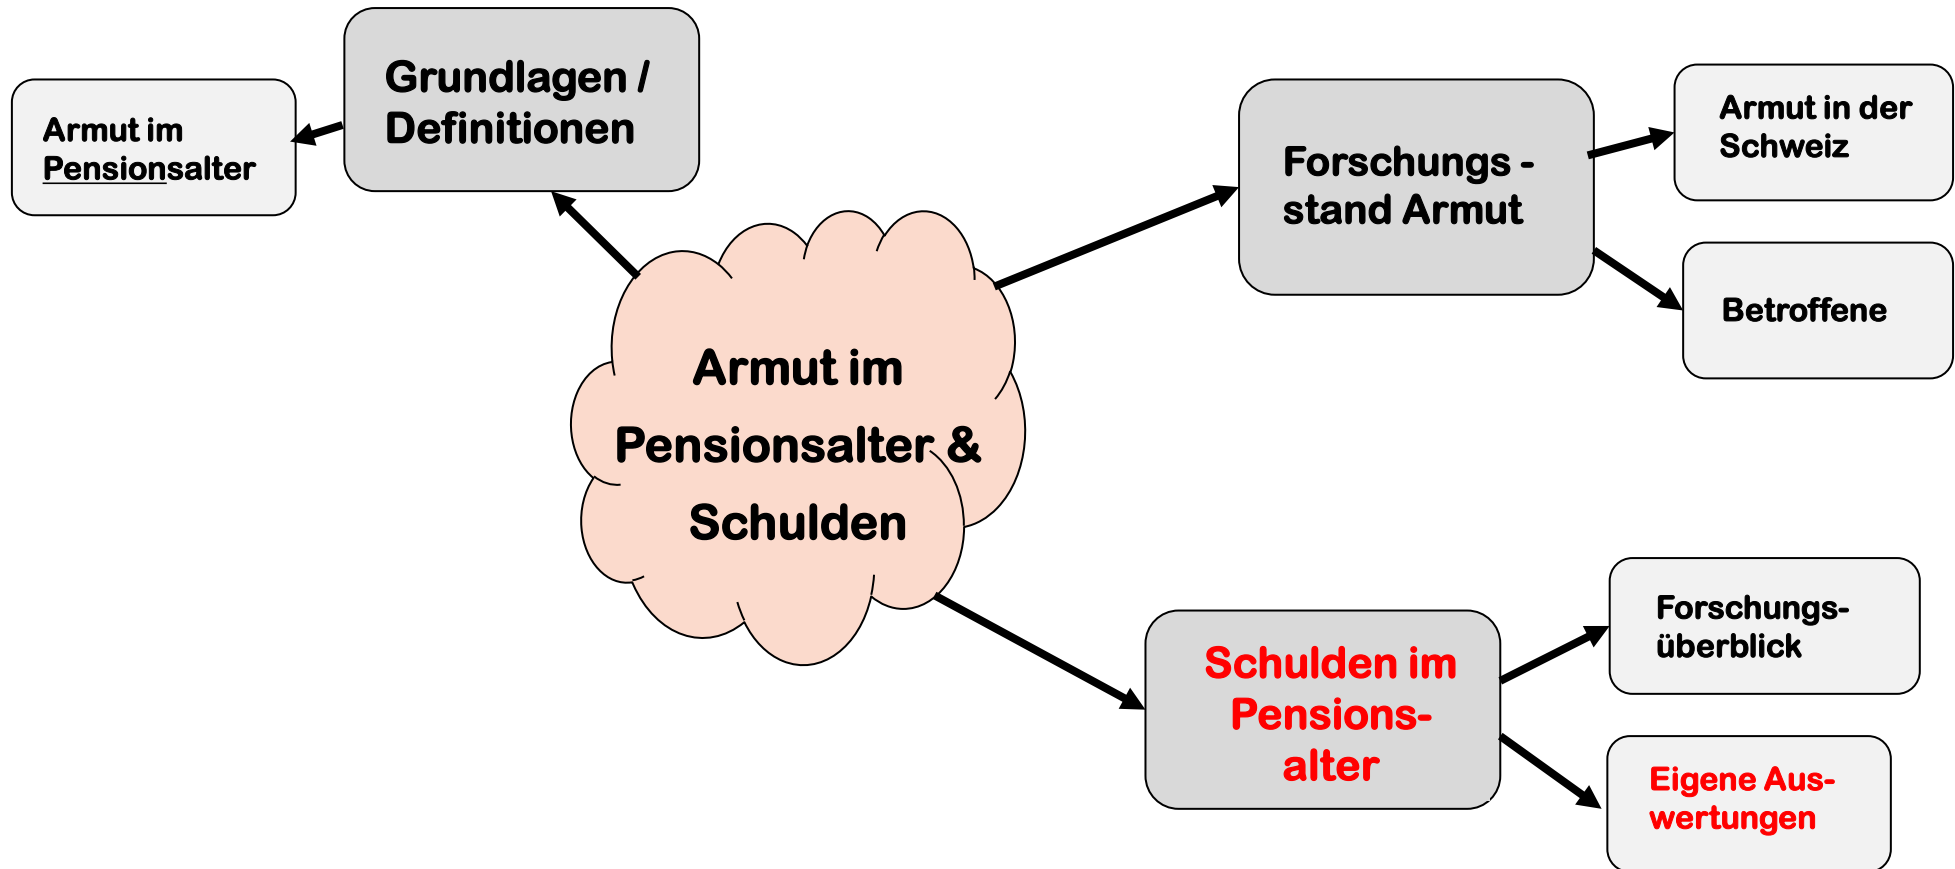 Grundlagen /
Definitionen
Armut im
Pensionsalter
Forschungs -
stand Armut
Armut in der
Schweiz
Betroffene
Armut im
Pensionsalter &
Schulden
Schulden im
Pensions-
alter
Forschungs-
überblick
Eigene Aus-
wertungen